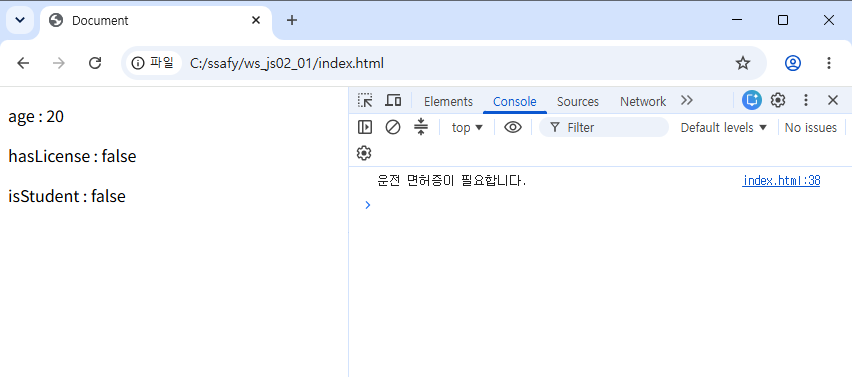 Document
파일 C:/ssafy/ws_js02_01/index.html
age : 20
hasLicense : false
isStudent : false
Elements Console Sources Network
top Filter Default levels No issues
운전 면허증이 필요합니다. index.html:38